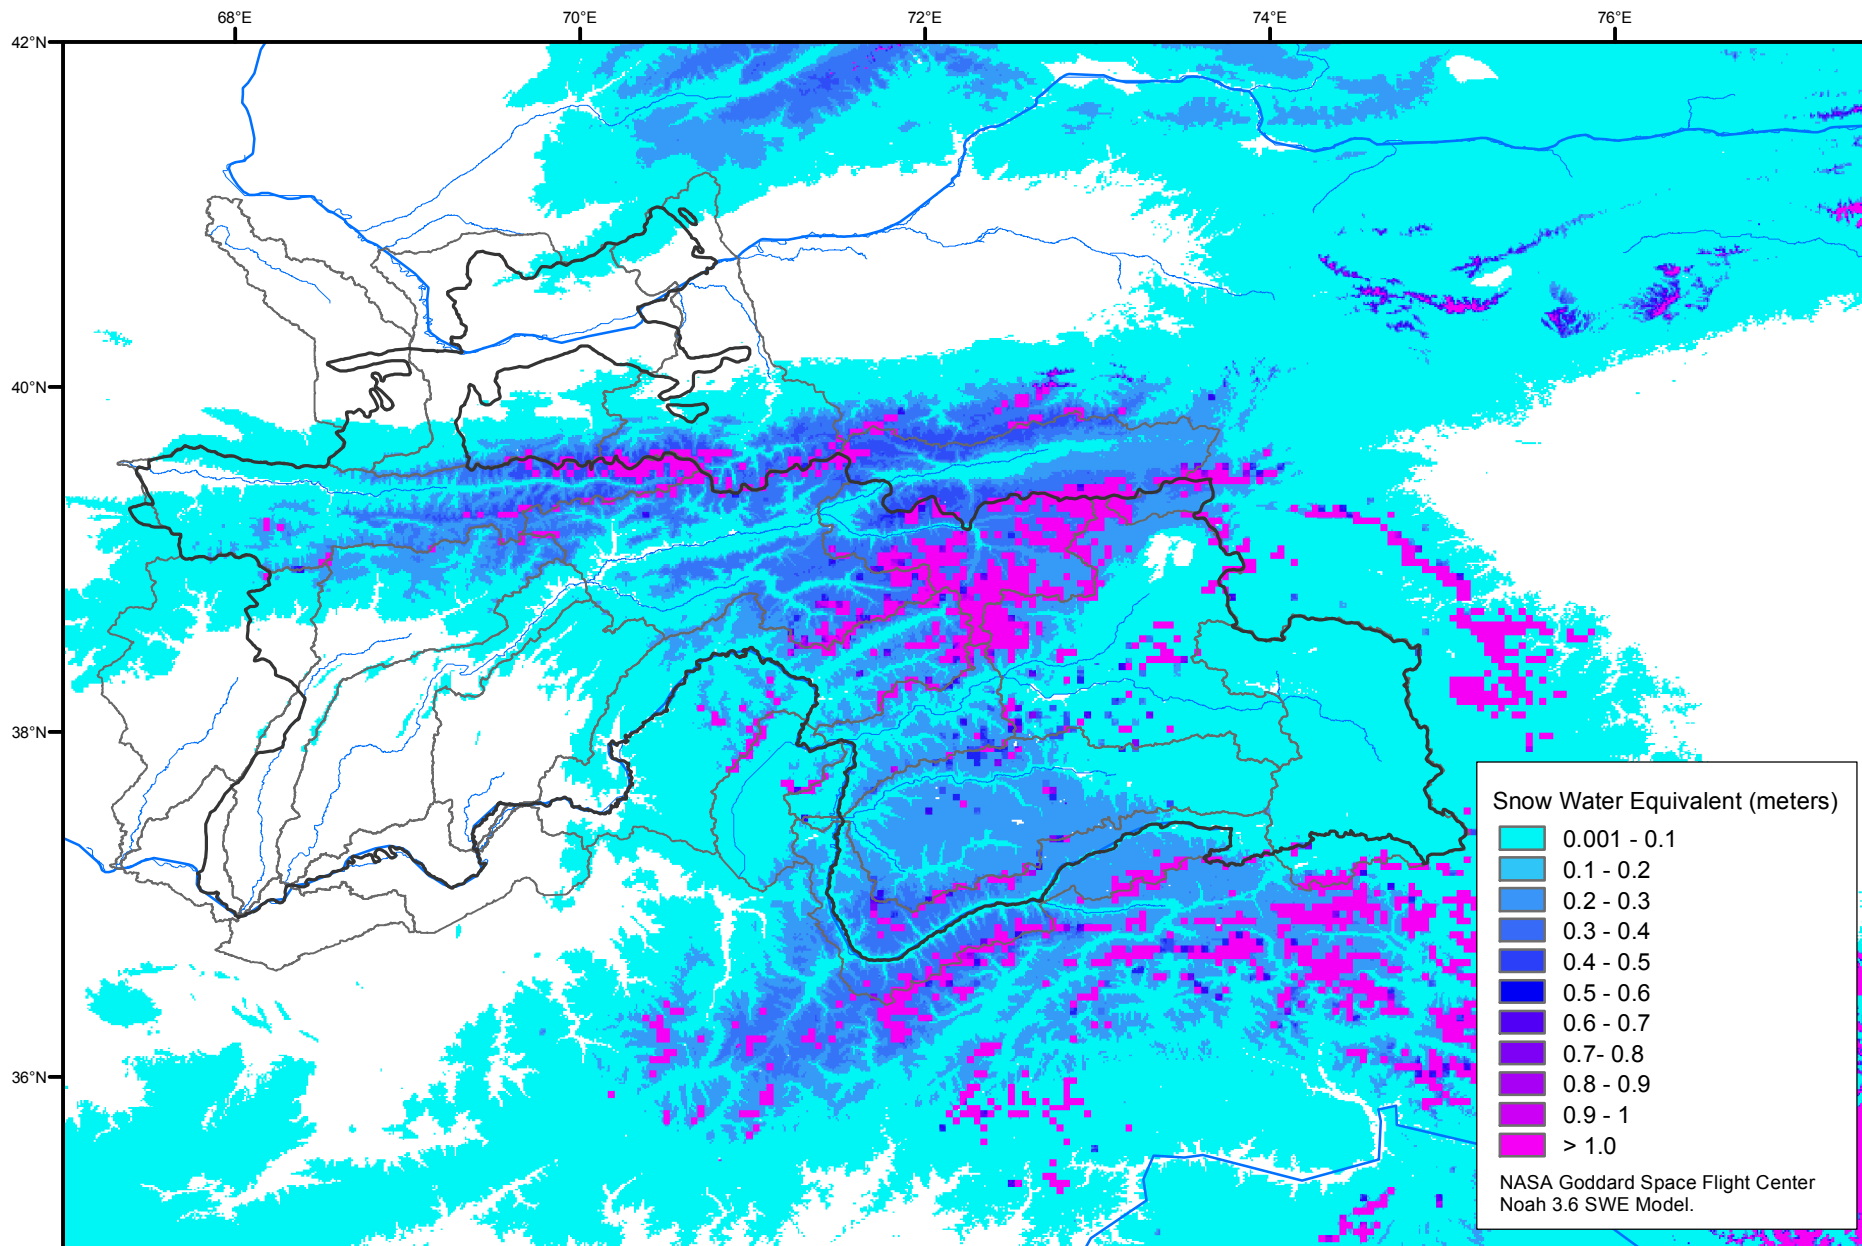 68°E
70°E
72°E
74°E
76°E
42°N
40°N
38°N
36°N
Snow Water Equivalent (meters)
0.001 - 0.1
0.1 - 0.2
0.2 - 0.3
0.3 - 0.4
0.4 - 0.5
0.5 - 0.6
0.6 - 0.7
0.7- 0.8
0.8 - 0.9
0.9 - 1
> 1.0
NASA Goddard Space Flight Center
Noah 3.6 SWE Model.